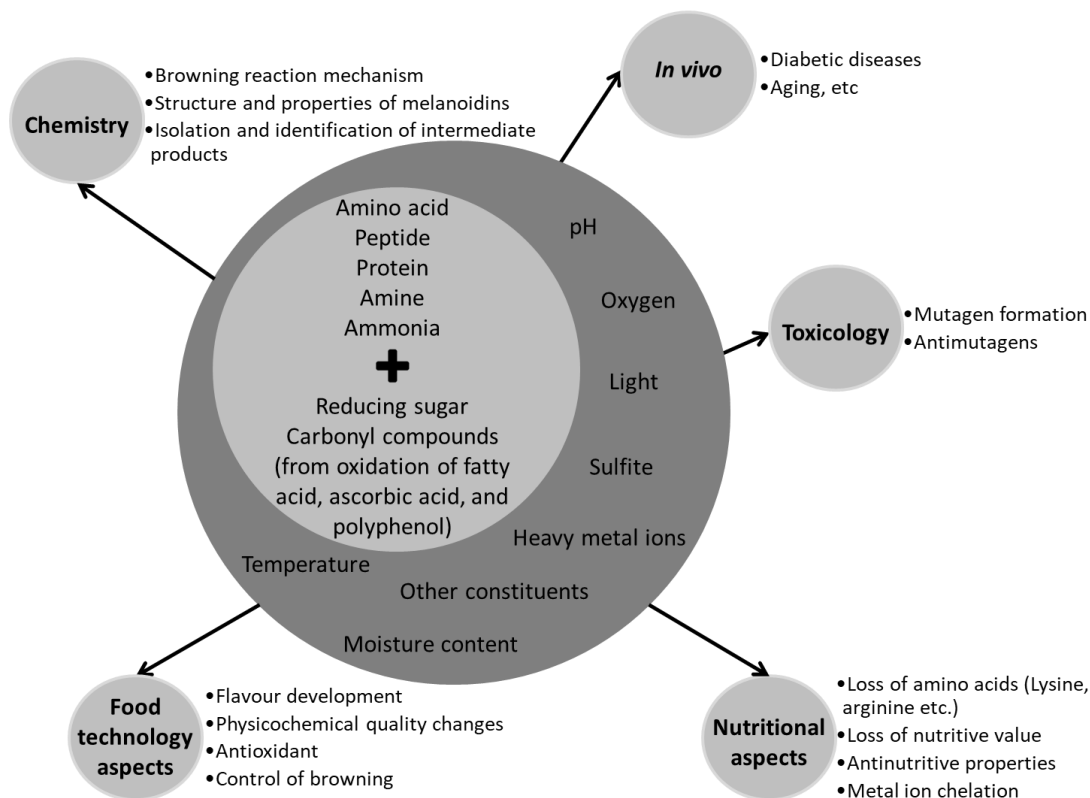 Chemistry
•Browning reaction mechanism
•Structure and properties of melanoidins
•Isolation and identification of intermediate
products
In vivo
•Diabetic diseases
•Aging, etc
Amino acid
Peptide
Protein
Amine
Ammonia
+
Reducing sugar
Carbonyl compounds
(from oxidation of fatty
acid, ascorbic acid, and
polyphenol)
pH
Oxygen
Light
Sulfite
Heavy metal ions
Temperature
Other constituents
Moisture content
Toxicology
•Mutagen formation
•Antimutagens
Food
technology
aspects
•Flavour development
•Physicochemical quality changes
•Antioxidant
•Control of browning
Nutritional
aspects
•Loss of amino acids (Lysine,
arginine etc.)
•Loss of nutritive value
•Antinutritive properties
•Metal ion chelation